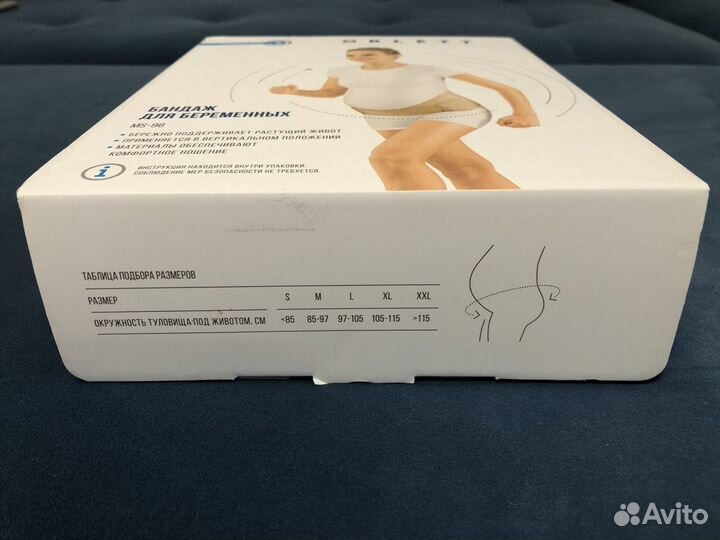 ORLETT
БАНДАЖ
ДЛЯ БЕРЕМЕННЫХ
MS-96
• БЕРЕЖНО ПОДДЕРЖИВАЕТ РАСТУЩИЙ ЖИВОТ
• ПРИМЕНЯЕТСЯ В ВЕРТИКАЛЬНОМ ПОЛОЖЕНИИ
• МАТЕРИАЛЫ ОБЕСПЕЧИВАЮТ
КОМФОРТНОЕ НОШЕНИЕ
i
ИНСТРУКЦИЯ НАХОДИТСЯ ВНУТРИ УПАКОВКИ.
СОБЛЮДЕНИЕ МЕР БЕЗОПАСНОСТИ НЕ ТРЕБУЕТСЯ.
ТАБЛИЦА ПОДБОРА РАЗМЕРОВ
РАЗМЕР S M L XL XXL
ОКРУЖНОСТЬ ТУЛОВИЩА ПОД ЖИВОТОМ, СМ <85 85-97 97-105 105-115 >115
Avito